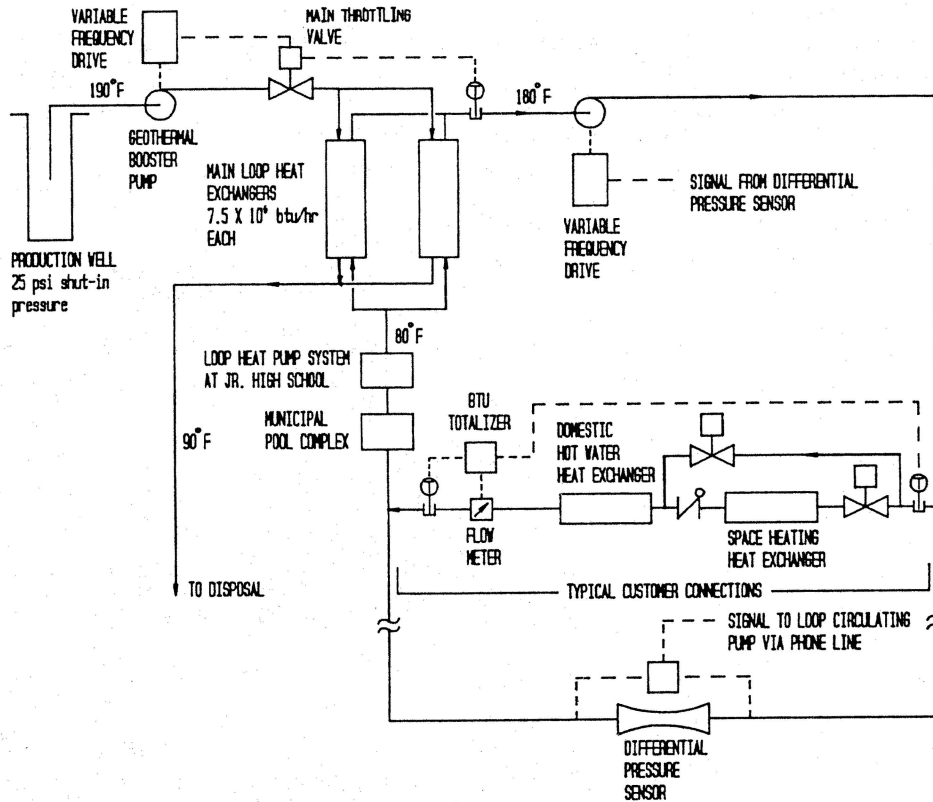 VARIABLE
FREQUENCY
DRIVE
MAIN THROTTLING
VALVE
190°F
T
180°F
GEOTHERMAL
BOOSTER
PUMP
MAIN LOOP HEAT
EXCHANGERS
7.5 X 10⁶ btu/hr
EACH
SIGNAL FROM DIFFERENTIAL
PRESSURE SENSOR
VARIABLE
FREQUENCY
DRIVE
PRODUCTION WELL
25 psi shut-in
pressure
80°F
LOOP HEAT PUMP SYSTEM
AT JR. HIGH SCHOOL
MUNICIPAL
POOL COMPLEX
90°F
BTU
TOTALIZER
DOMESTIC
HOT WATER
HEAT EXCHANGER
T
T
FLOW
METER
SPACE HEATING
HEAT EXCHANGER
TO DISPOSAL
TYPICAL CUSTOMER CONNECTIONS
SIGNAL TO LOOP CIRCULATING
PUMP VIA PHONE LINE
DIFFERENTIAL
PRESSURE
SENSOR